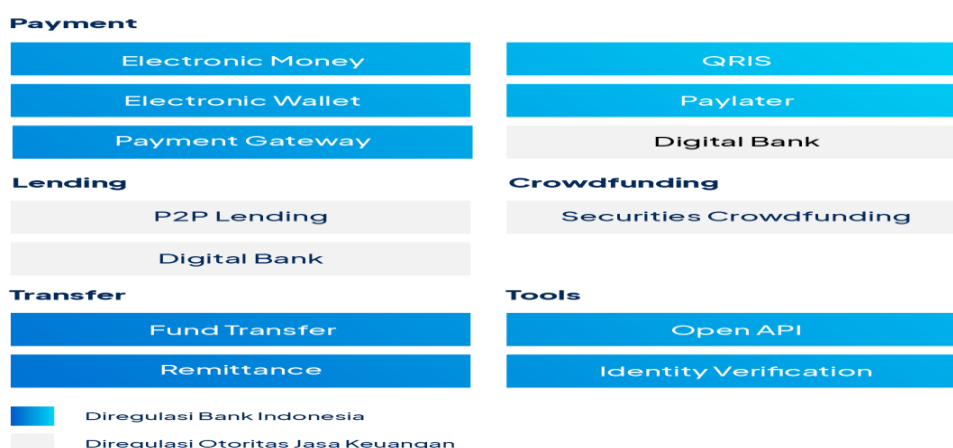 Payment
Electronic Money
QRIS
Electronic Wallet
Paylater
Payment Gateway
Digital Bank
Lending
Crowdfunding
P2P Lending
Securities Crowdfunding
Digital Bank
Transfer
Tools
Fund Transfer
Open API
Remittance
Identity Verification
Diregulasi Bank Indonesia
Diregulasi Otoritas Jasa Keuangan